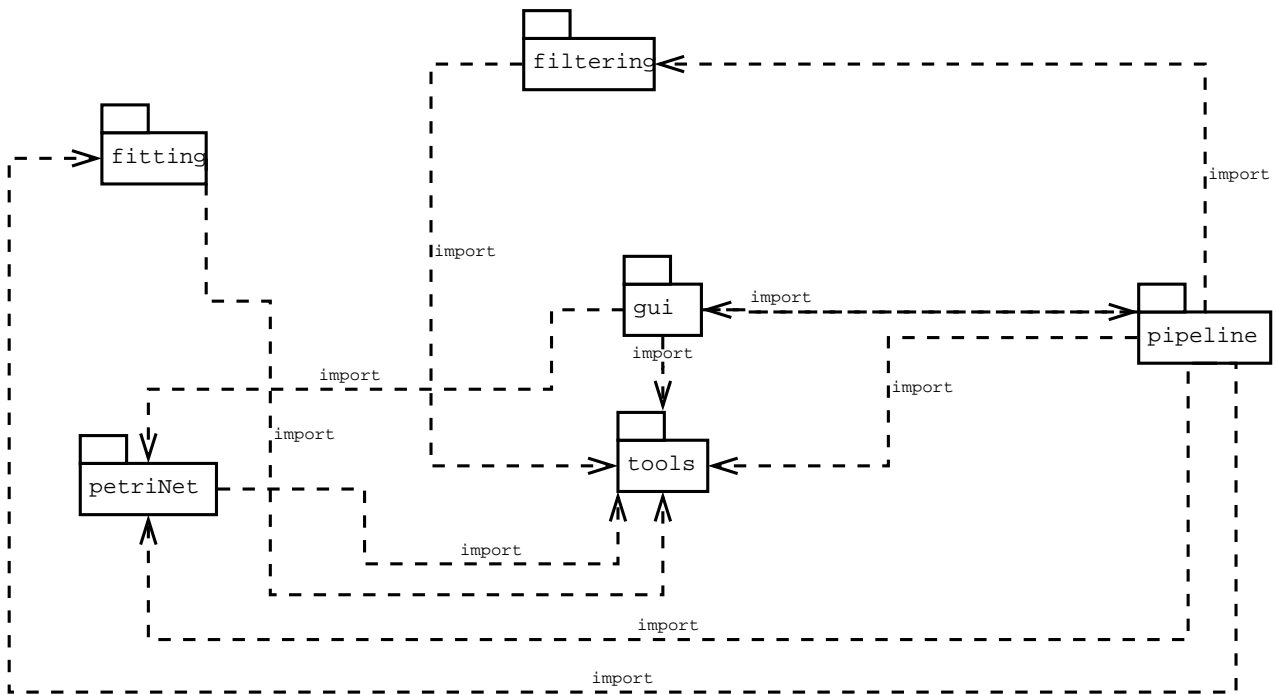 filtering
fitting
import
import
import
gui
pipeline
import
import
import
import
tools
petriNet
import
import
import